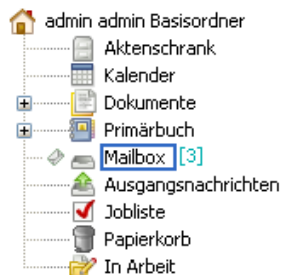 admin admin Basisordner
Aktenschrank
Kalender
Dokumente
Primärbuch
Mailbox [3]
Ausgangsnachrichten
Jobliste
Papierkorb
In Arbeit